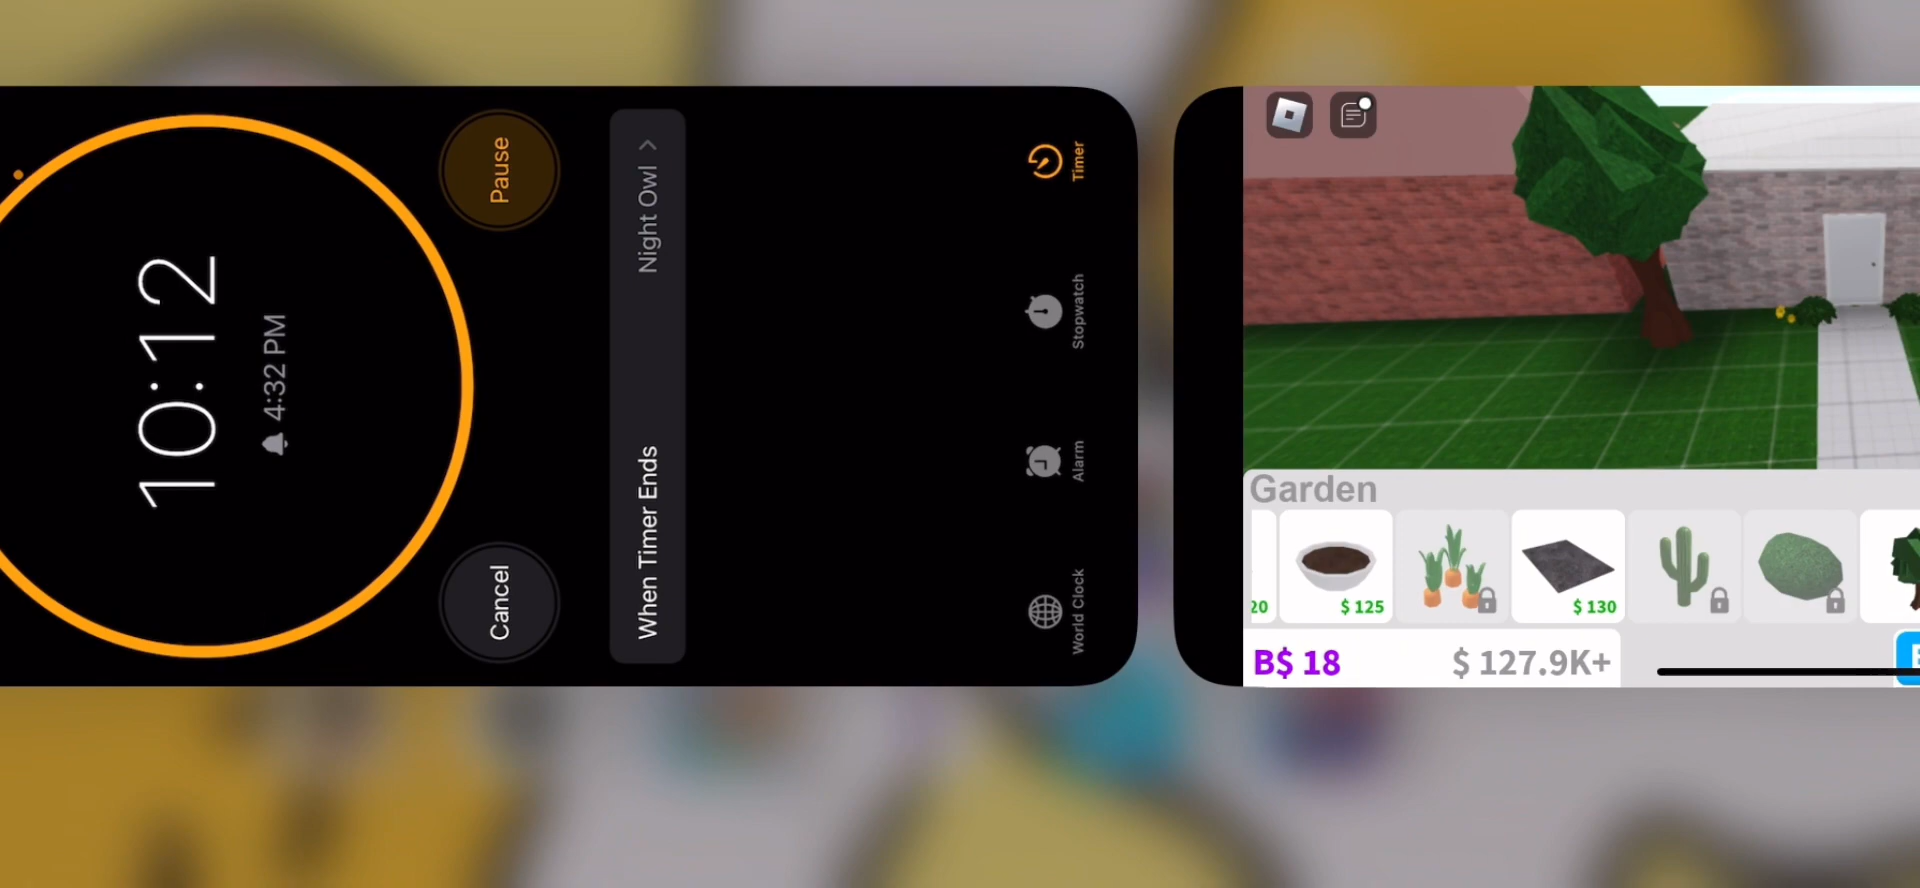 10:12
4:32 PM
Cancel
Pause
When Timer Ends
Night Owl
World Clock
Alarm
Stopwatch
Timer
Garden
20
$ 125
$ 130
B$ 18
$ 127.9K+